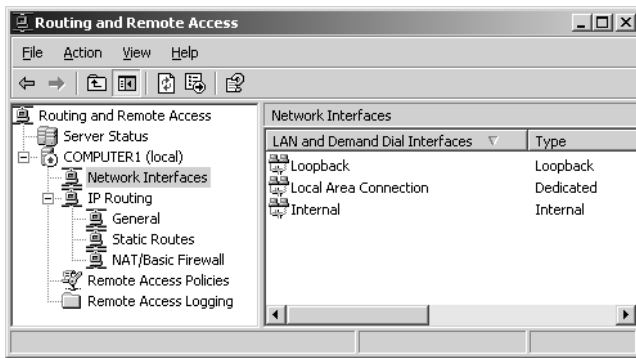 Routing and Remote Access
File Action View Help
Routing and Remote Access
Server Status
COMPUTER1 (local)
Network Interfaces
IP Routing
General
Static Routes
NAT/Basic Firewall
Remote Access Policies
Remote Access Logging
Network Interfaces
LAN and Demand Dial Interfaces Type
Loopback Loopback
Local Area Connection Dedicated
Internal Internal